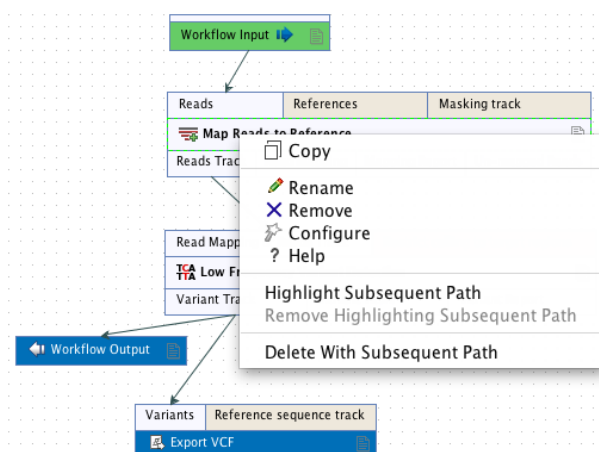 Workflow Input
Reads References Masking track
Map Reads to Reference
Reads Trac
Copy
Rename
Remove
Configure
? Help
Highlight Subsequent Path
Remove Highlighting Subsequent Path
Delete With Subsequent Path
Read Mapp
TCA
TTA
Low Fr
Variant Tra
Workflow Output
Variants Reference sequence track
Export VCF